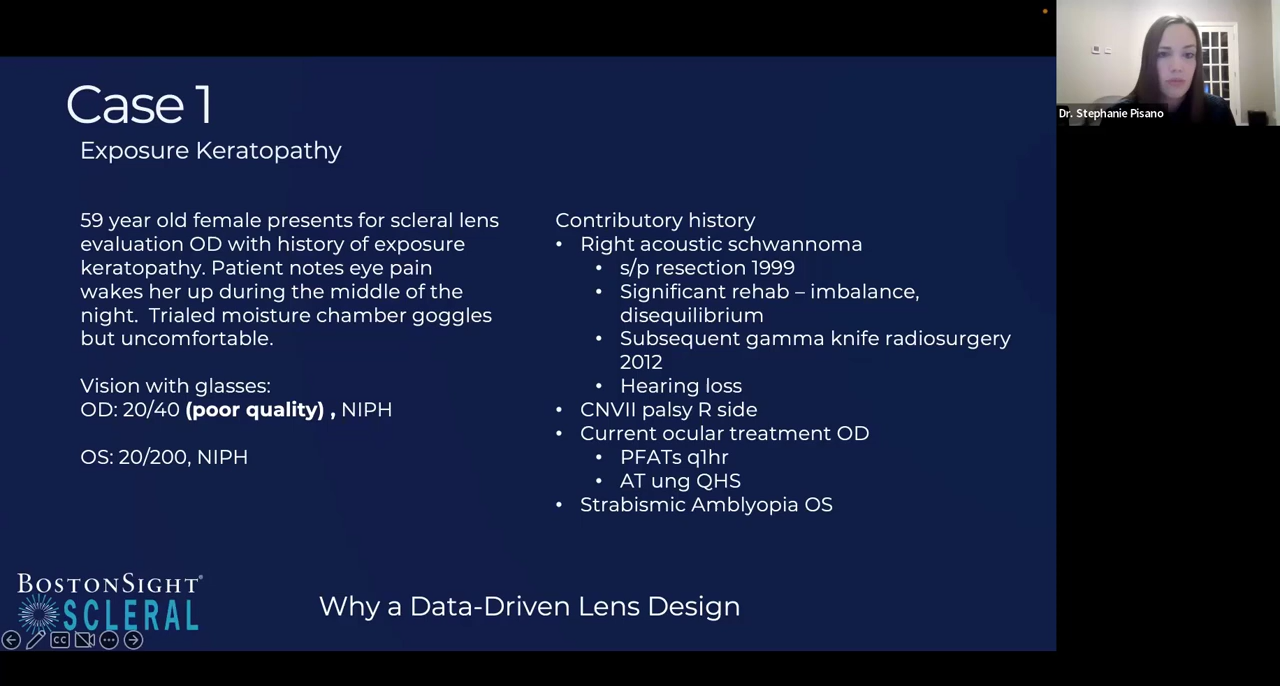 Case 1
Exposure Keratopathy
59 year old female presents for scleral lens
evaluation OD with history of exposure
keratopathy. Patient notes eye pain
wakes her up during the middle of the
night. Trialed moisture chamber goggles
but uncomfortable.
Vision with glasses:
OD: 20/40 (poor quality) , NIPH
OS: 20/200, NIPH
Contributory history
• Right acoustic schwannoma
• s/p resection 1999
• Significant rehab – imbalance,
disequilibrium
• Subsequent gamma knife radiosurgery
2012
• Hearing loss
• CNVII palsy R side
• Current ocular treatment OD
• PFATs q1hr
• AT ung QHS
• Strabismic Amblyopia OS
BOSTONSIGHT®
SCLERAL
Why a Data-Driven Lens Design
CC
Dr. Stephanie Pisano